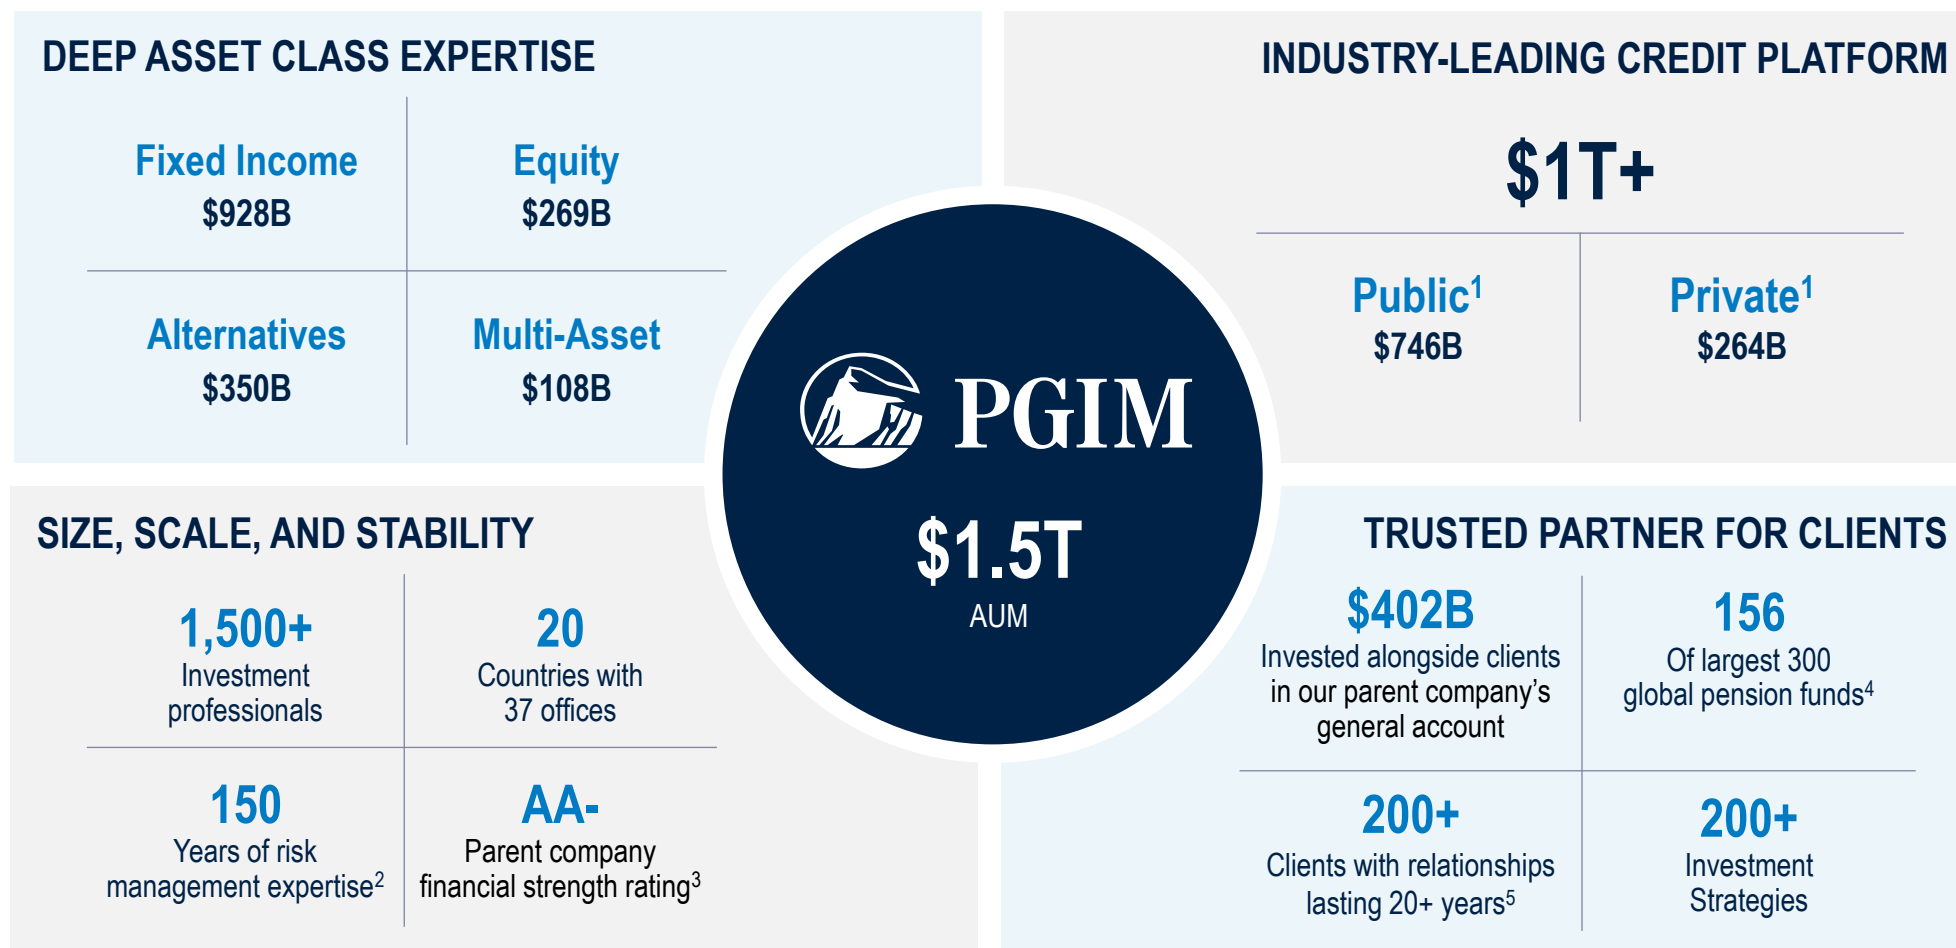 DEEP ASSET CLASS EXPERTISE
Fixed Income
$928B
Equity
$269B
Alternatives
$350B
Multi-Asset
$108B
INDUSTRY-LEADING CREDIT PLATFORM
$1T+
Public¹
$746B
Private¹
$264B
PGIM
$1.5T
AUM
SIZE, SCALE, AND STABILITY
1,500+
Investment
professionals
20
Countries with
37 offices
150
Years of risk
management expertise²
AA-
Parent company
financial strength rating³
TRUSTED PARTNER FOR CLIENTS
$402B
Invested alongside clients
in our parent company’s
general account
156
Of largest 300
global pension funds⁴
200+
Clients with relationships
lasting 20+ years⁵
200+
Investment
Strategies